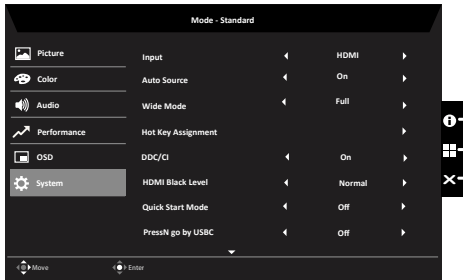 Mode - Standard
Picture
Color
Audio
Performance
OSD
System
Input HDMI
Auto Source On
Wide Mode Full
Hot Key Assignment
DDC/CI On
HDMI Black Level Normal
Quick Start Mode Off
PressN go by USBC Off
Move Enter